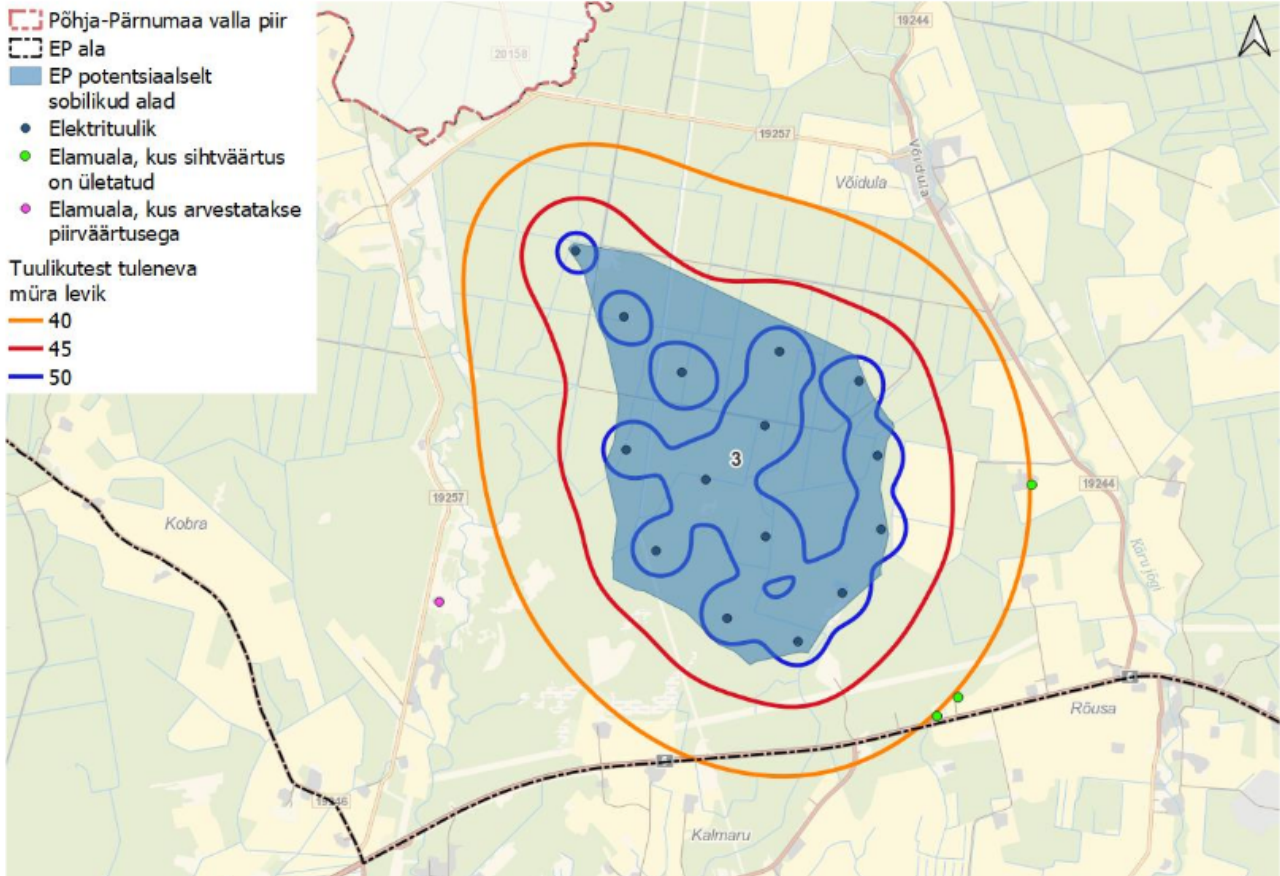 Põhja-Pärnumaa valla piir
EP ala
EP potentsiaalselt
sobilikud alad
Elektrituulik
Elamuala, kus sihtväärtus
on ületatud
Elamuala, kus arvestatakse
piirväärtusega
Tuulikutest tuleneva
müra levik
40
45
50
20158
19244
19257
Võidula
Võidula
3
19257
19244
Kobra
Käru jõgi
Rõusa
19246
Kalmaru